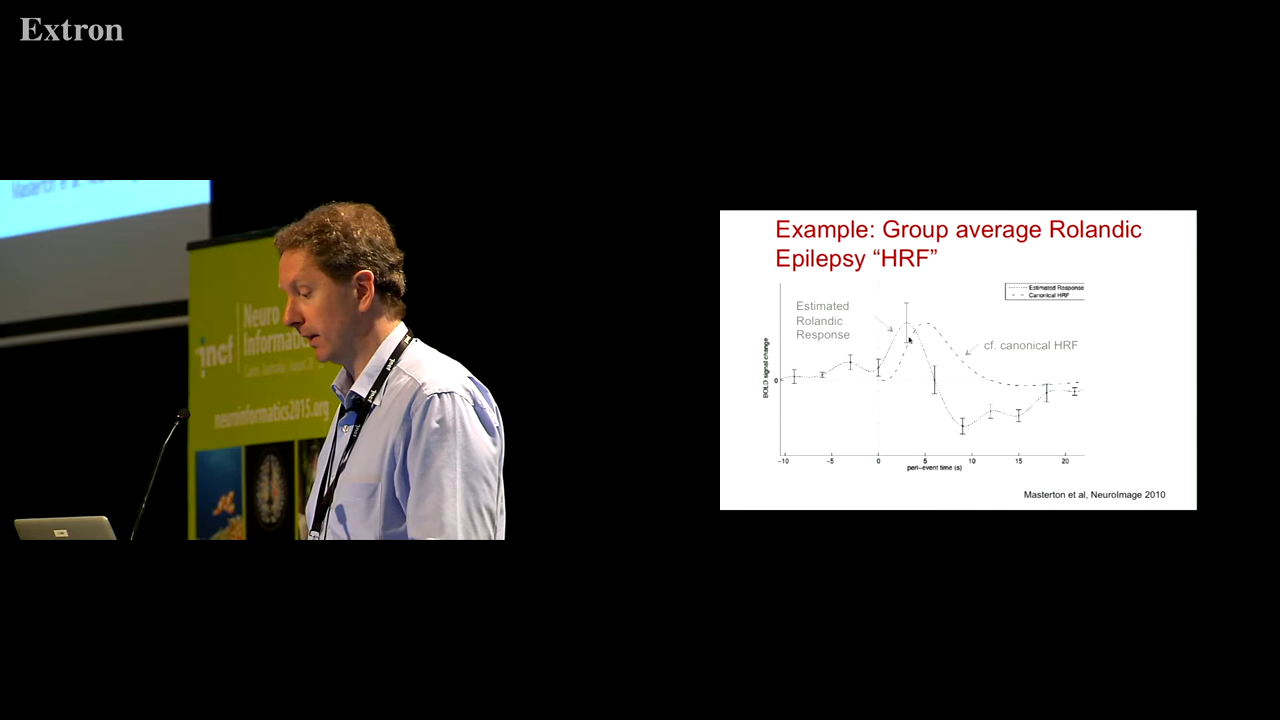 Extron
incf
Neuro
Informatics
neuroinformatics2015.org
Example: Group average Rolandic
Epilepsy “HRF”
Estimated Response
Canonical HRF
Estimated
Rolandic
Response
cf. canonical HRF
BOLD signal change
0
-10 -5 0 5 10 15 20
peri-event time (s)
Masterton et al, NeuroImage 2010